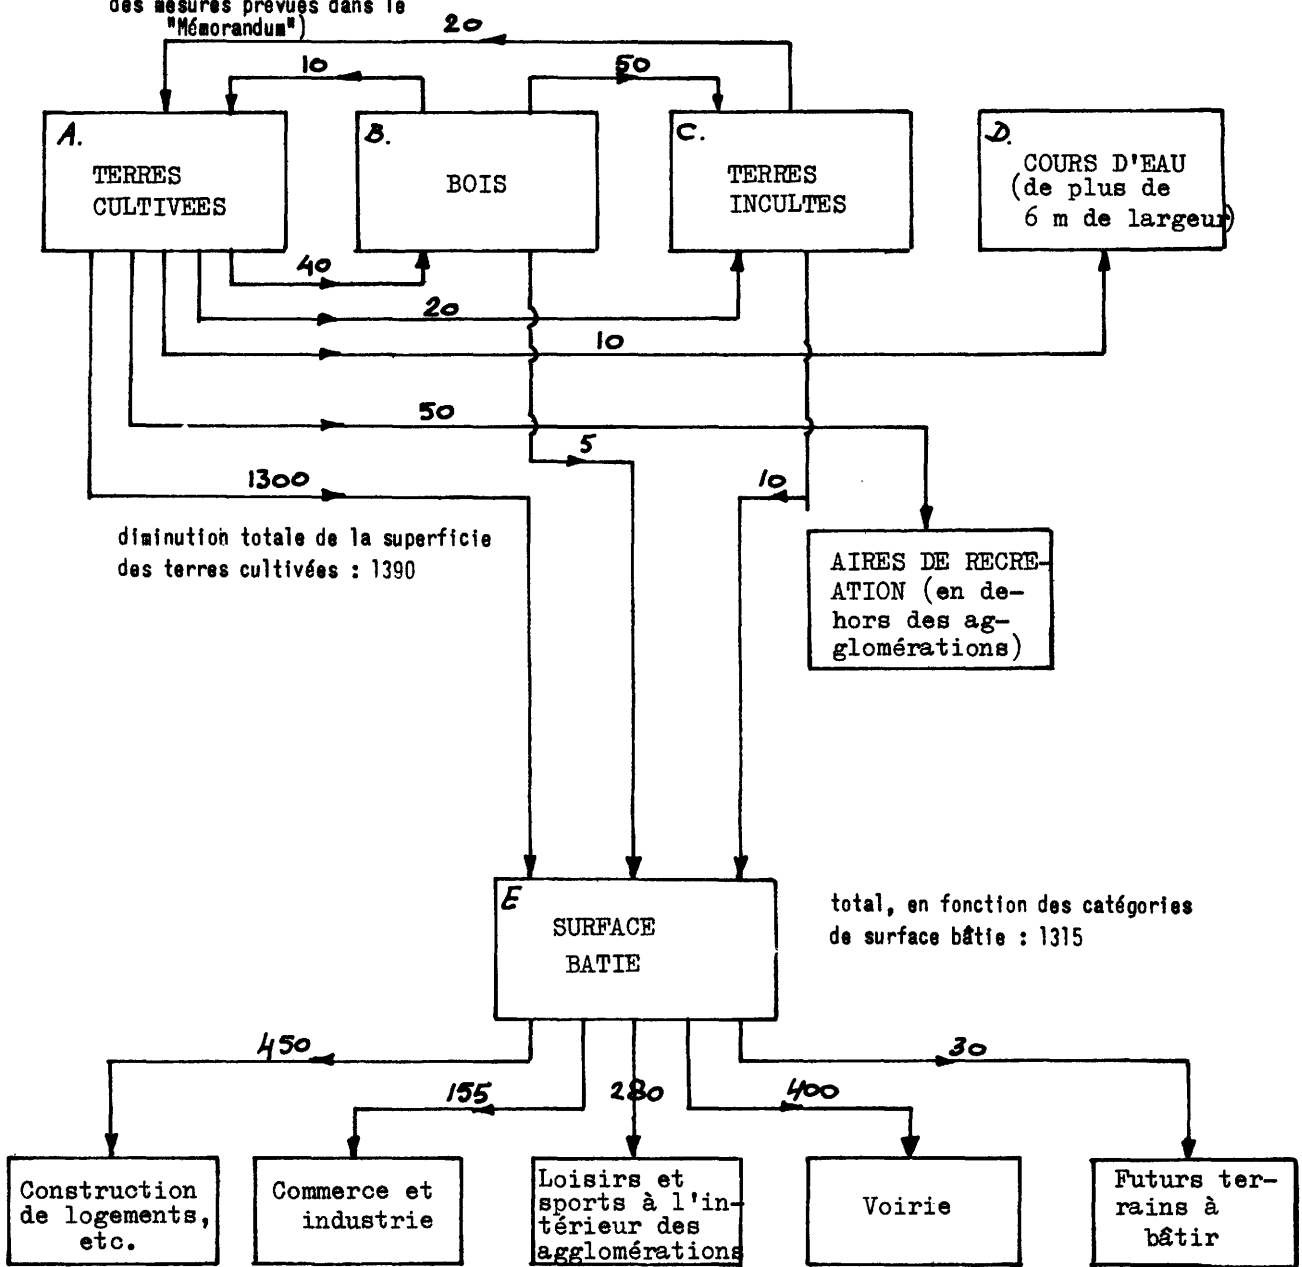 des mesures prévues dans le
"Mémorandum")
20
10
50
A.
TERRES
CULTIVEES
B.
BOIS
C.
TERRES
INCULTES
D.
COURS D'EAU
(de plus de
6 m de largeur)
40
20
10
50
5
1300
10
diminution totale de la superficie
des terres cultivées : 1390
AIRES DE RECRE-
ATION (en de-
hors des ag-
glomérations)
E
SURFACE
BATIE
total, en fonction des catégories
de surface bâtie : 1315
450
155
280
400
30
Construction
de logements,
etc.
Commerce et
industrie
Loisirs et
sports à l'in-
térieur des
agglomérations
Voirie
Futurs ter-
rains à
bâtir